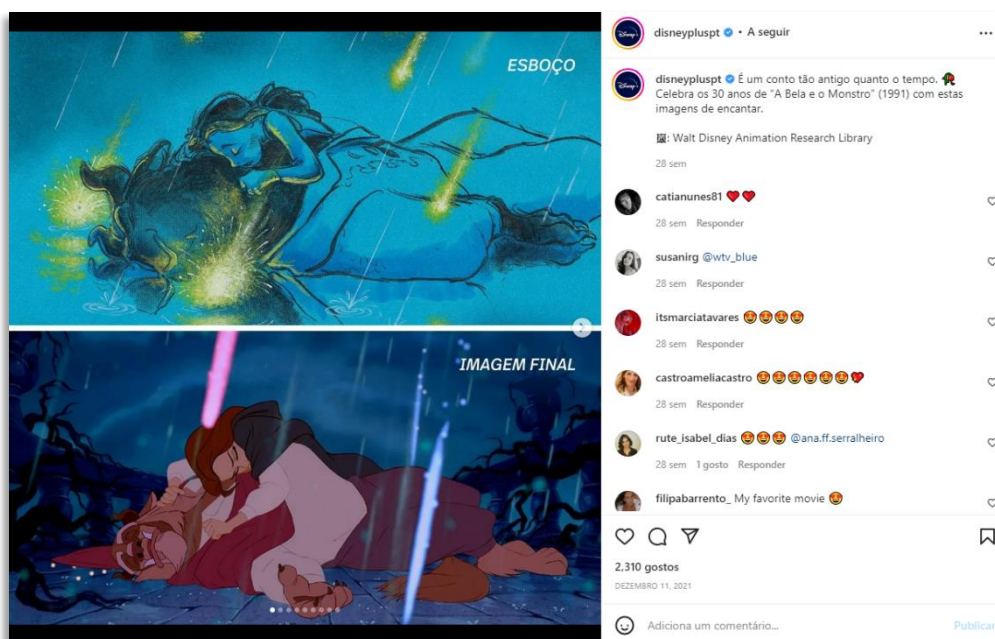 ESBOÇO
IMAGEM FINAL
disneypluspt • A seguir
disneypluspt É um conto tão antigo quanto o tempo. 🥀
Celebra os 30 anos de "A Bela e o Monstro" (1991) com estas
imagens de encantar.
🖼: Walt Disney Animation Research Library
28 sem
catianunes81 ❤️❤️
28 sem Responder
susanirg @wtv_blue
28 sem Responder
itsmarciatavares 🤩🤩🤩🤩
28 sem Responder
castroameliacastro 🤩🤩🤩🤩🤩🤩❤️
28 sem Responder
rute_isabel_dias 🤩🤩🤩 @ana.ff.serralheiro
28 sem 1 gosto Responder
filipabarrento_ My favorite movie 🤩
2,310 gostos
DEZEMBRO 11, 2021
Adiciona um comentário...
Publicar